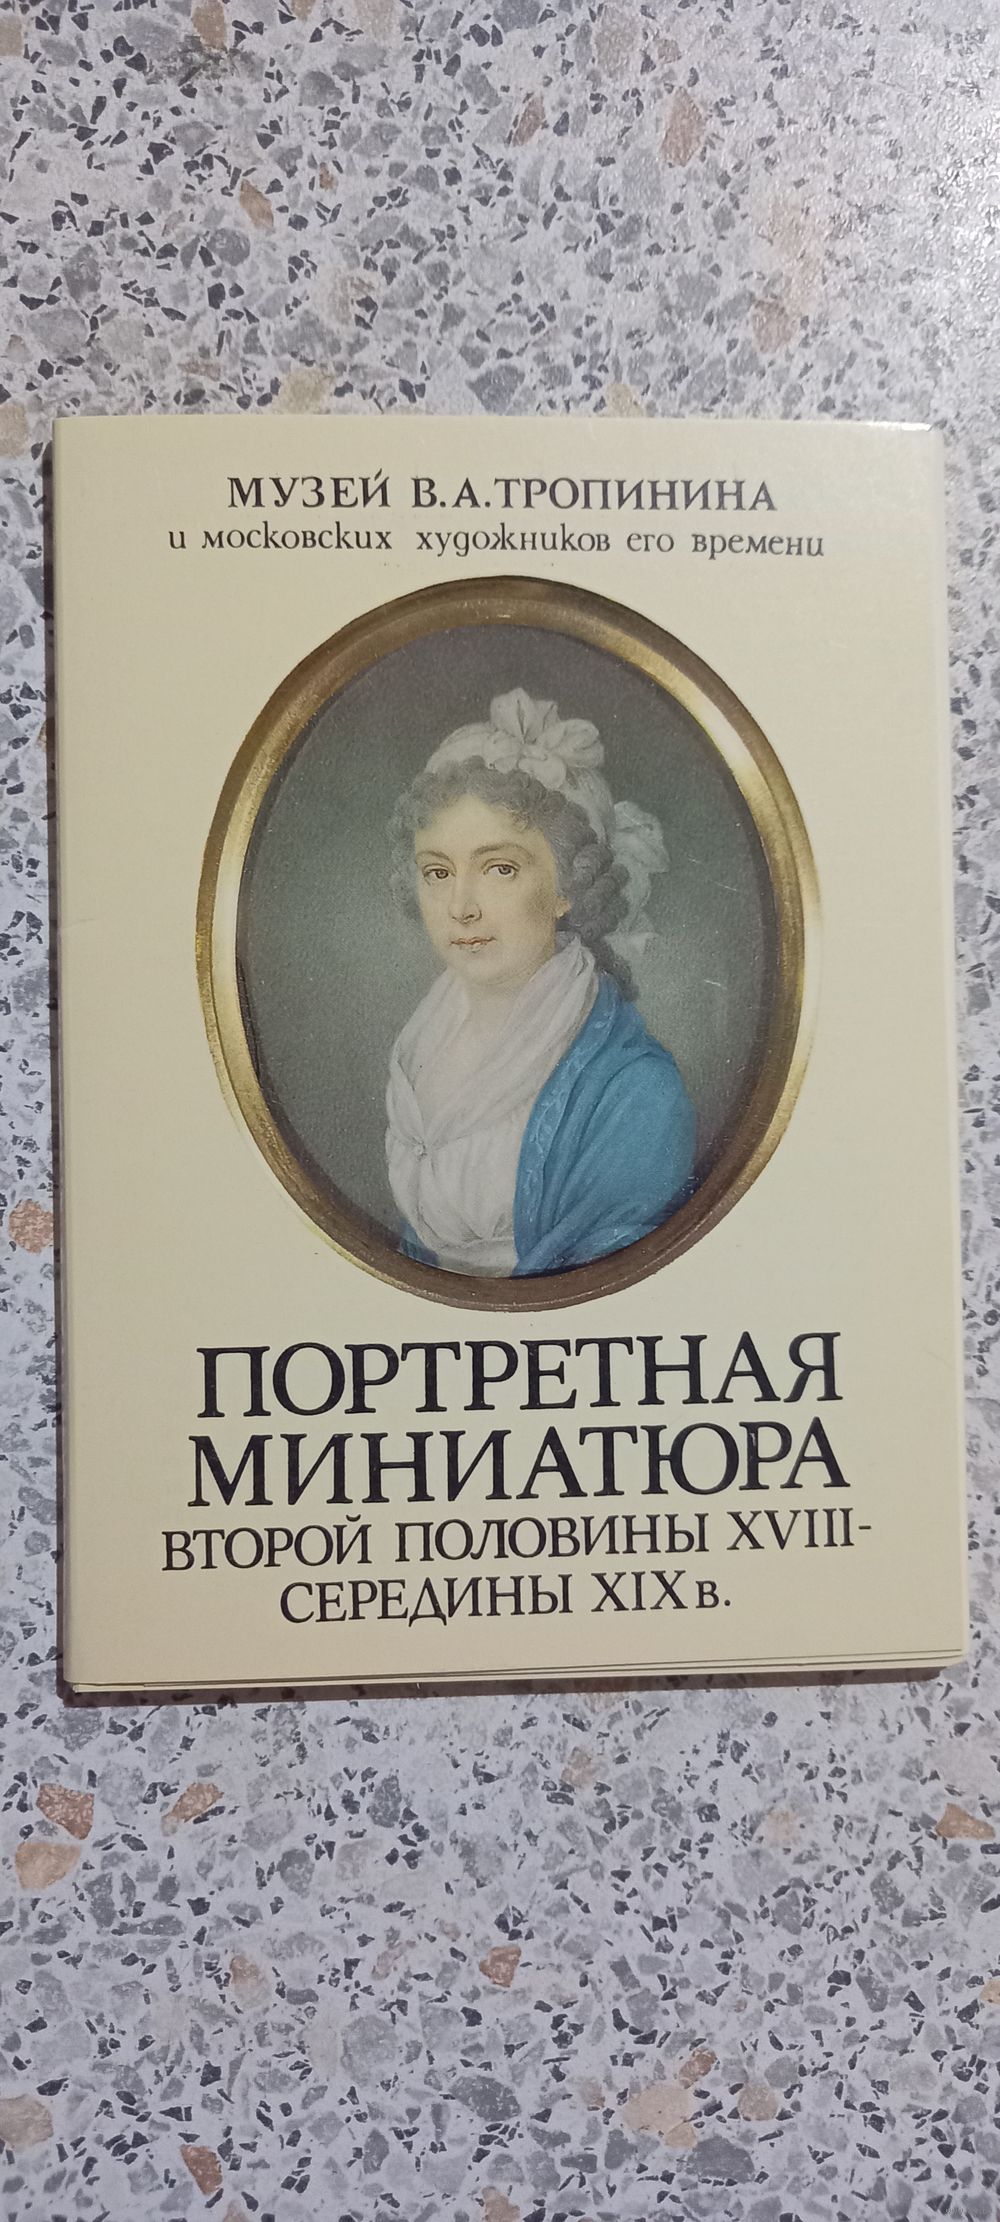 МУЗЕЙ В.А.ТРОПИНИНА
и московских художников его времени
ПОРТРЕТНАЯ
МИНИАТЮРА
ВТОРОЙ ПОЛОВИНЫ XVIII-
СЕРЕДИНЫ XIX в.